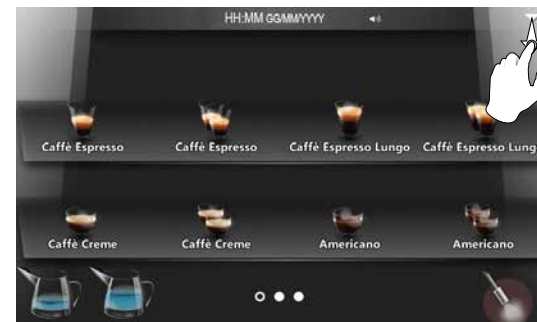 HH:MM GG/MM/YYYY
Caffè Espresso Caffè Espresso Caffè Espresso Lungo Caffè Espresso Lung
Caffè Creme Caffè Creme Americano Americano